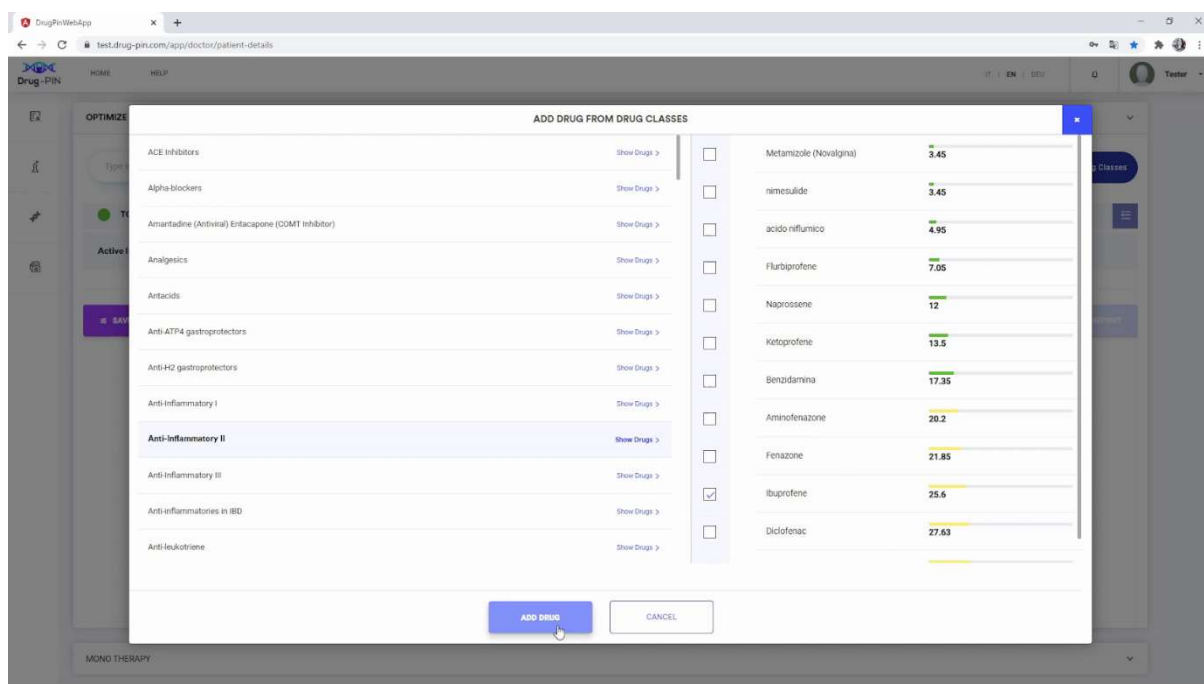 DrugPinWebApp
test.drug-pin.com/app/doctor/patient-details
Drug-PIN
HOME
HELP
IT | EN | DEU
Tester
OPTIMIZE
ADD DRUG FROM DRUG CLASSES
ACE Inhibitors Show Drugs >
Alpha-blockers Show Drugs >
Amantadine (Antiviral) Entacapone (COMT Inhibitor) Show Drugs >
Analgesics Show Drugs >
Antacids Show Drugs >
Anti-ATP4 gastroprotectors Show Drugs >
Anti-H2 gastroprotectors Show Drugs >
Anti-Inflammatory I Show Drugs >
Anti-Inflammatory II Show Drugs >
Anti-Inflammatory III Show Drugs >
Anti-inflammatories in IBD Show Drugs >
Anti-leukotriene Show Drugs >
Metamizole (Novalgina) 3.45
nimesulide 3.45
acido niflumico 4.95
Flurbiprofene 7.05
Naprossene 12
Ketoprofene 13.5
Benzidamina 17.35
Aminofenazone 20.2
Fenazone 21.85
Ibuprofene 25.6
Diclofenac 27.63
Classes
Active
ADD DRUG
CANCEL
MONO THERAPY